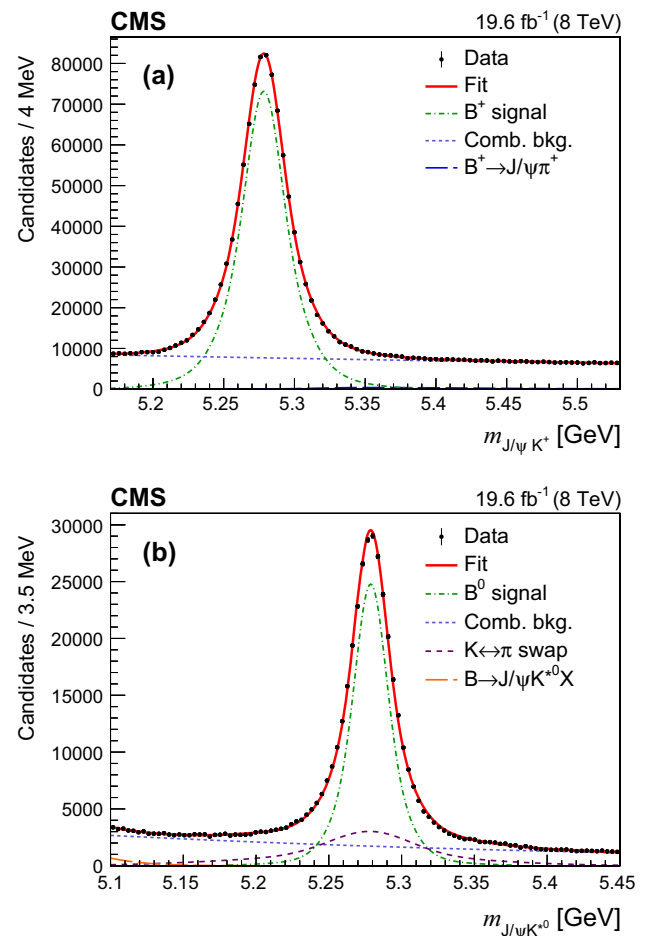 CMS 19.6 fb⁻¹ (8 TeV)
(a)
Data
Fit
B⁺ signal
Comb. bkg.
B⁺→J/ψπ⁺
Candidates / 4 MeV
80000
70000
60000
50000
40000
30000
20000
10000
0
5.2 5.25 5.3 5.35 5.4 5.45 5.5
m_J/ψ K⁺ [GeV]
CMS 19.6 fb⁻¹ (8 TeV)
(b)
Data
Fit
B⁰ signal
Comb. bkg.
K↔π swap
B→J/ψK*⁰X
Candidates / 3.5 MeV
30000
25000
20000
15000
10000
5000
0
5.1 5.15 5.2 5.25 5.3 5.35 5.4 5.45
m_J/ψK*⁰ [GeV]